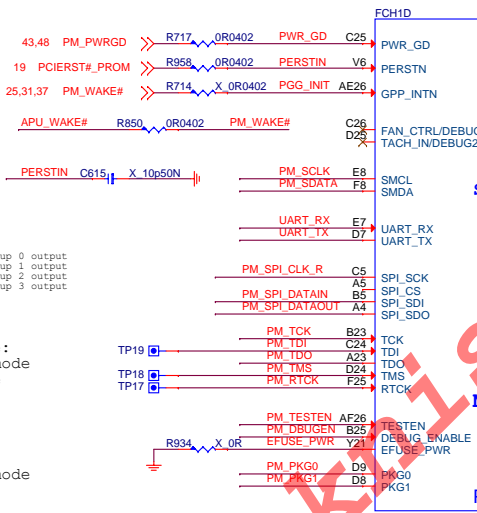 FCH1D
43,48 PM_PWRGD R717 0R0402 PWR_GD C25 PWR_GD
19 PCIERST#_PROM R958 0R0402 PERSTIN V6 PERSTN
25,31,37 PM_WAKE# R714 X_0R0402 PGG_INIT AE26 GPP_INTN
APU_WAKE# R850 0R0402 PM_WAKE# C26 FAN_CTRL/DEBUG
D25 TACH_IN/DEBUG2
PERSTIN C615 X_10p50N
PM_SCLK E8 SMCL
PM_SDATA F8 SMDA
UART_RX E7 UART_RX
UART_TX D7 UART_TX
up 0 output
up 1 output
up 2 output
up 3 output
PM_SPI_CLK_R C5 SPI_SCK
A5 SPI_CS
PM_SPI_DATAIN B5 SPI_SDI
PM_SPI_DATAOUT A4 SPI_SDO
PM_TCK B23 TCK
:
TP19 PM_TDI C24 TDI
ode
PM_TDO A23 TDO
TP18 PM_TMS D24 TMS
TP17 PM_RTCK F25 RTCK
PM_TESTEN AF26 TESTEN
PM_DBUGEN B25 DEBUG_ENABLE
R934 X_0R EFUSE_PWR Y21 EFUSE_PWR
ode
PM_PKG0 D9 PKG0
PM_PKG1 D8 PKG1